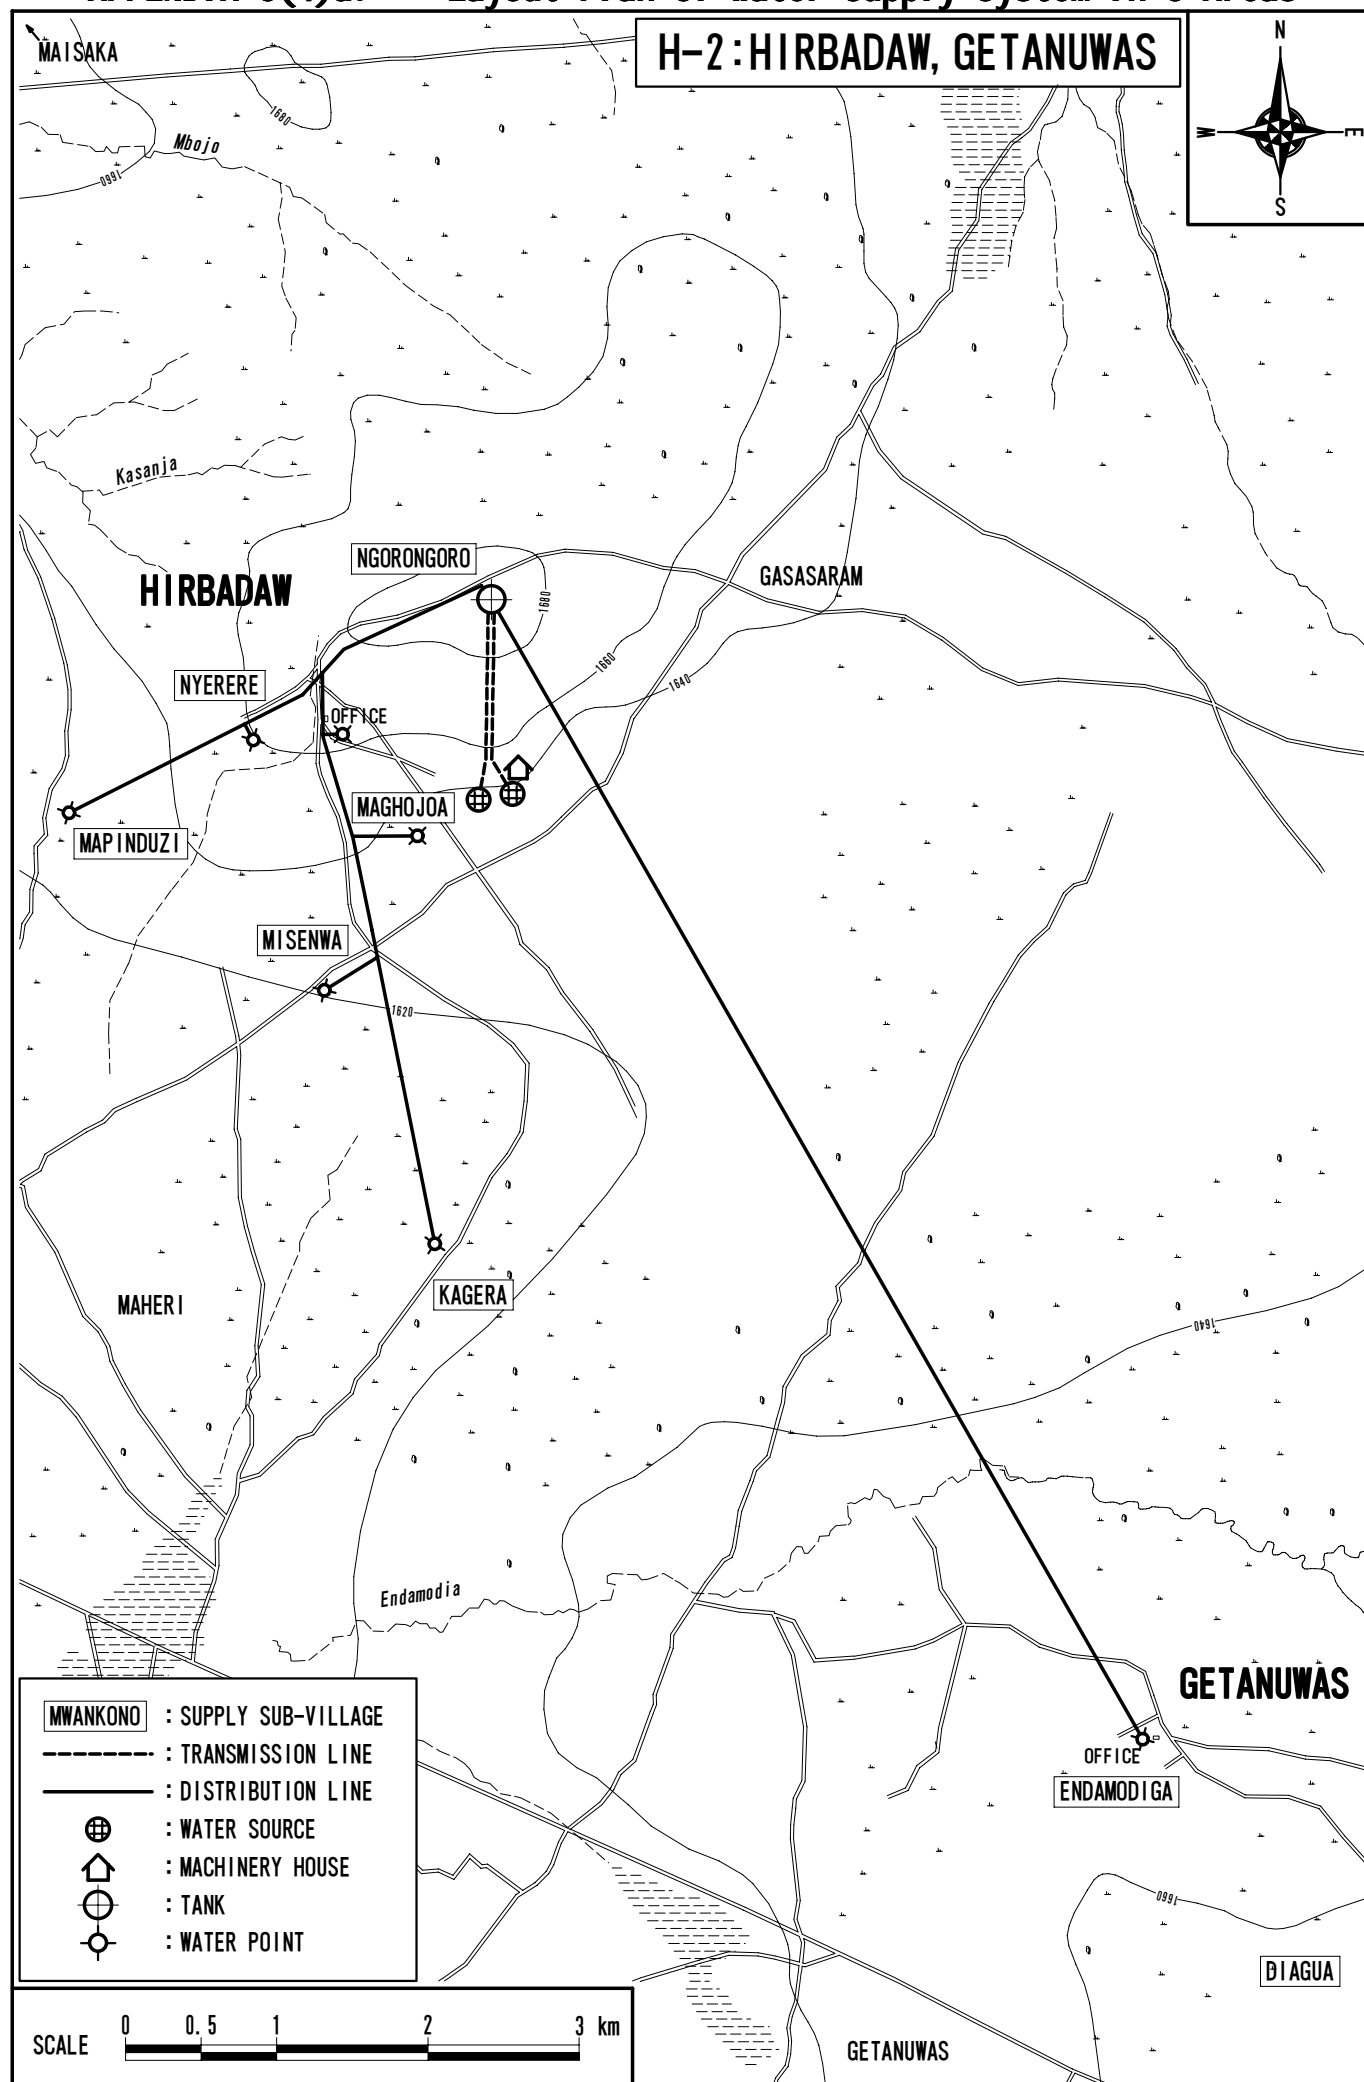 H-2:HIRBADAW, GETANUWAS
MAISAKA
N
W
E
S
1680
Mbojo
1660
Kasanja
NGORONGORO
HIRBADAW
GASASARAM
1680
NYERERE
1660
1640
OFFICE
MAGHOJOA
MAPINDUZI
MISENWA
1620
KAGERA
MAHERI
1640
Endamodia
GETANUWAS
OFFICE
ENDAMODIGA
1660
DIAGUA
GETANUWAS
MWANKONO : SUPPLY SUB-VILLAGE
: TRANSMISSION LINE
: DISTRIBUTION LINE
: WATER SOURCE
: MACHINERY HOUSE
: TANK
: WATER POINT
SCALE
0 0.5 1 2 3 km